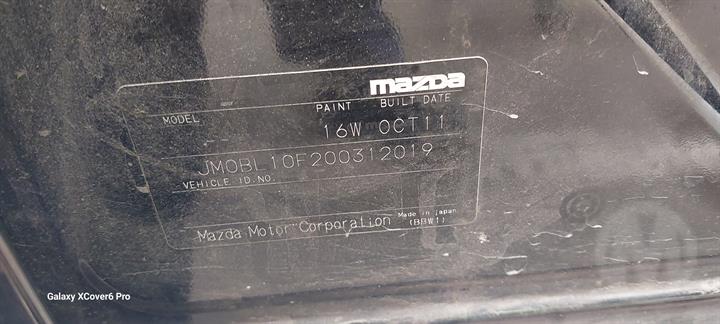 mazda
MODEL PAINT BUILT DATE
16W OCT11
JM0BL10F200312019
VEHICLE ID.NO.
Mazda Motor Corporation Made in japan
(BBW1)
Galaxy XCover6 Pro